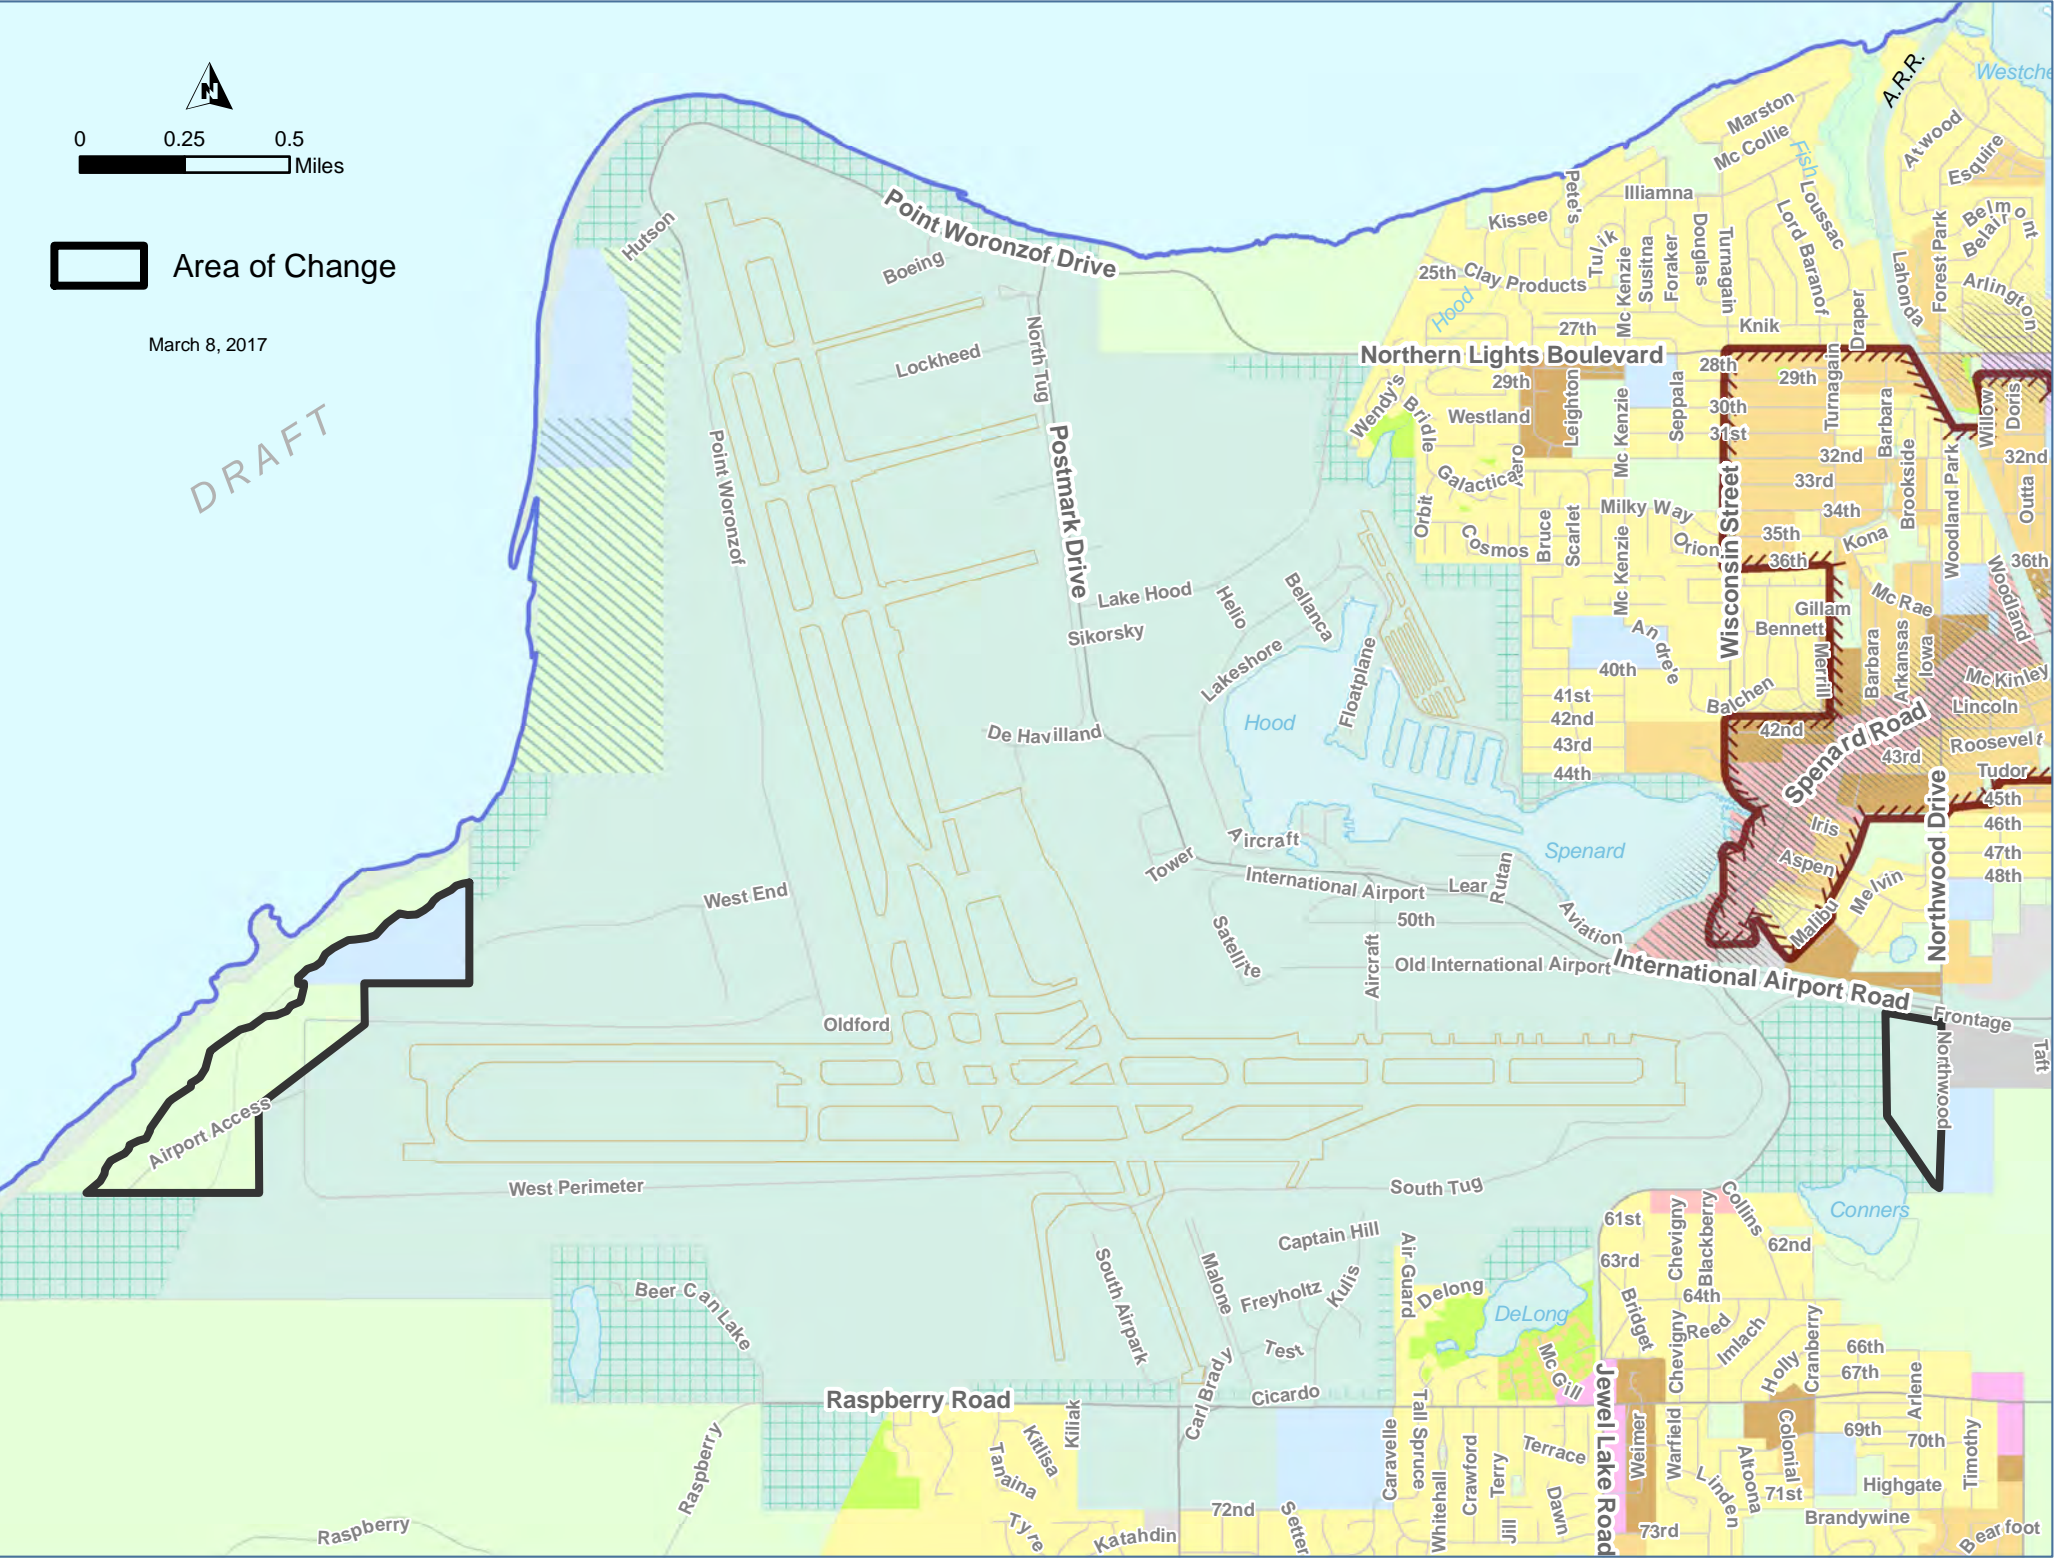 N
0 0.25 0.5
Miles
Area of Change
March 8, 2017
DRAFT
A.R.R.
Westche
Marston
Mc Collie
Fish
Atwood
Esquire
Pete's
Illiamna
Kissee
Loussac
Lord Baranof
Belmont
Belair
Forest Park
Tulik
Mc Kenzie
Susitna
Foraker
Douglas
Turnagain
Lahonda
Arlington
25th
Clay Products
Hood
27th
Knik
Draper
Hutson
Point Woronzof Drive
Boeing
North Tug
Lockheed
Northern Lights Boulevard
28th
29th
29th
Turnagain
Wendy's
Bridle
Westland
Leighton
Mc Kenzie
Seppala
30th
31st
Barbara
Willow
Doris
32nd
32nd
Brookside
Woodland Park
Point Woronzof
Postmark Drive
Galactica
Aero
Orbit
Cosmos
Bruce
Scarlet
Milky Way
Mc Kenzie
Orion
Wisconsin Street
33rd
34th
35th
36th
Kona
Outta
36th
Woodland
Lake Hood
Helio
Bellanca
Sikorsky
Lakeshore
Floatplane
Hood
Andre'e
40th
41st
42nd
43rd
44th
Gillam
Bennett
Merrill
Balchen
Mc Rae
Barbara
Arkansas
Iowa
Mc Kinley
Lincoln
42nd
Spenard Road
43rd
Roosevelt
Tudor
De Havilland
Northwood Drive
45th
46th
47th
48th
Iris
Aspen
Melvin
Malibu
Tower
Aircraft
Spenard
International Airport
Lear
Rutan
West End
50th
Aviation
Satellite
Aircraft
Old International Airport
International Airport Road
Frontage
Northwood
Taft
Oldford
Airport Access
West Perimeter
South Tug
Conners
61st
Chevigny
Blackberry
Collins
62nd
63rd
Captain Hill
Air Guard
Delong
DeLong
South Airpark
Malone
Freyholtz
Kulis
Beer Can Lake
Bridget
64th
Chevigny
Reed
Imlach
Holly
Cranberry
66th
67th
Test
Mc Gill
Raspberry Road
Carl Brady
Cicardo
Jewel Lake Road
Arlene
Kiliak
Kitlisa
Tanaina
Raspberry
Caravelle
Tall Spruce
Whitehall
Crawford
Terry
Terrace
Weimer
Warfield
Colonial
69th
70th
Timothy
Altoona
Linden
71st
Highgate
Raspberry
Tyre
Katahdin
72nd
Setter
Jill
Dawn
73rd
Brandywine
Bearfoot